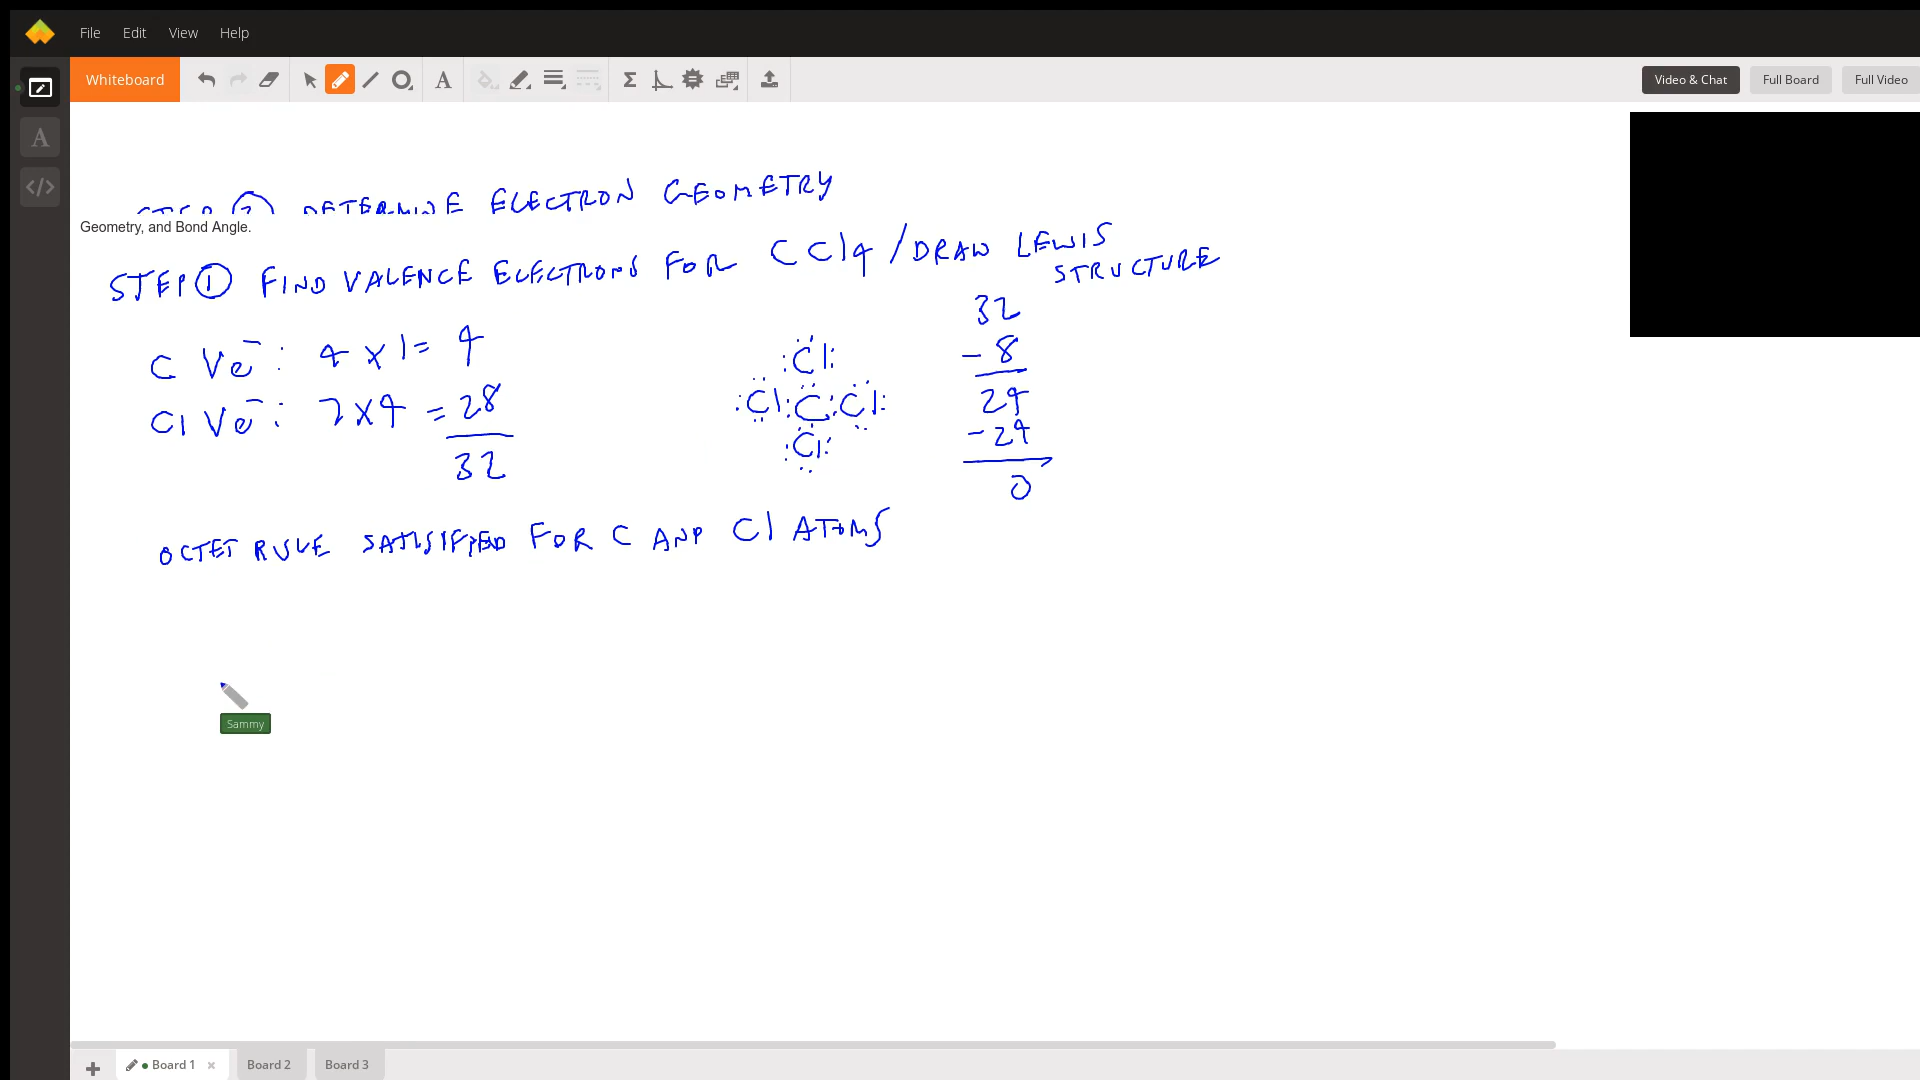 File Edit View Help
Whiteboard A Σ Video & Chat Full Board Full Video
A
</>
STEP 2 DETERMINE ELECTRON GEOMETRY
Geometry, and Bond Angle.
STEP 1 FIND VALENCE ELECTRONS FOR CCl4 / DRAW LEWIS
STRUCTURE
C Ve⁻: 4 x 1 = 4
Cl Ve⁻: 7 x 4 = 28
32
:Cl:
:Cl:C:Cl:
:Cl:
32
- 8
24
- 24
0
OCTET RULE SATISIFIED FOR C AND Cl ATOMS
Sammy
+ Board 1 × Board 2 Board 3